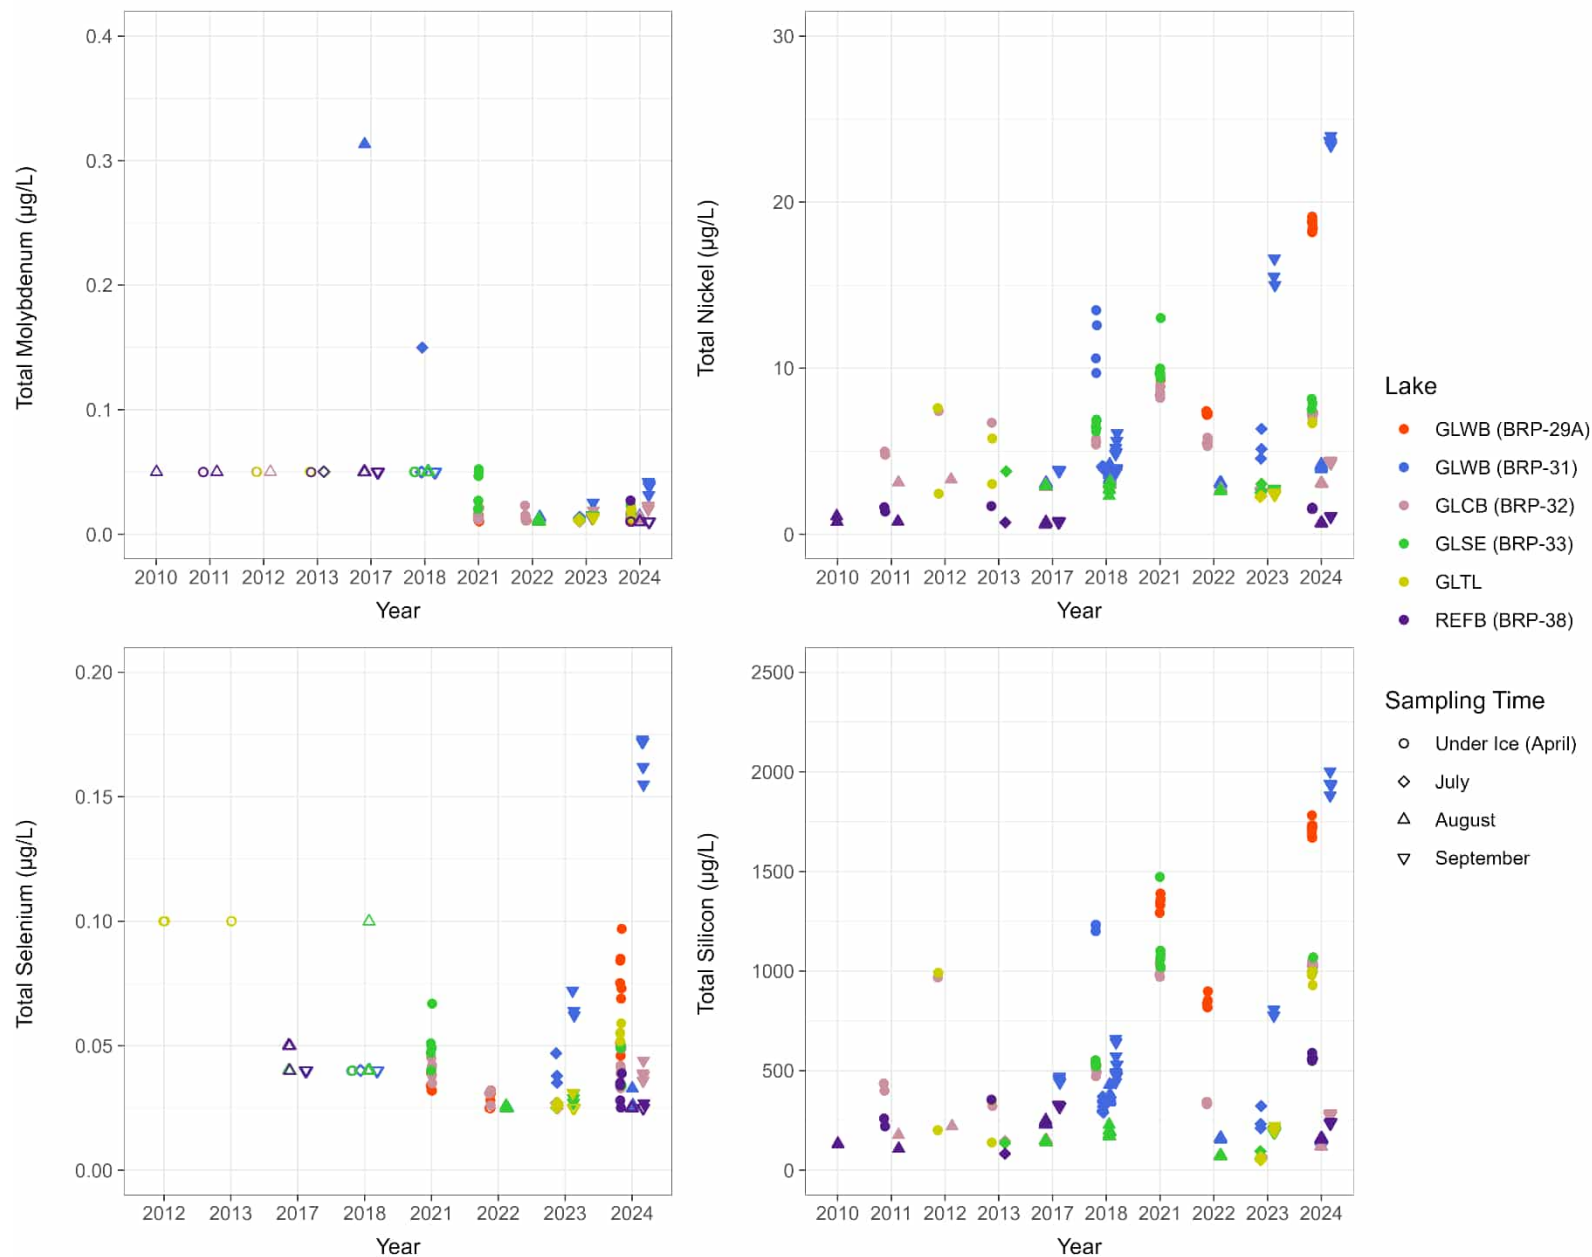 Total Molybdenum (µg/L)
0.4
0.3
0.2
0.1
0.0
2010 2011 2012 2013 2017 2018 2021 2022 2023 2024
Year
Total Nickel (µg/L)
30
20
10
0
2010 2011 2012 2013 2017 2018 2021 2022 2023 2024
Year
Total Selenium (µg/L)
0.20
0.15
0.10
0.05
0.00
2012 2013 2017 2018 2021 2022 2023 2024
Year
Total Silicon (µg/L)
2500
2000
1500
1000
500
0
2010 2011 2012 2013 2017 2018 2021 2022 2023 2024
Year
Lake
GLWB (BRP-29A)
GLWB (BRP-31)
GLCB (BRP-32)
GLSE (BRP-33)
GLTL
REFB (BRP-38)
Sampling Time
Under Ice (April)
July
August
September